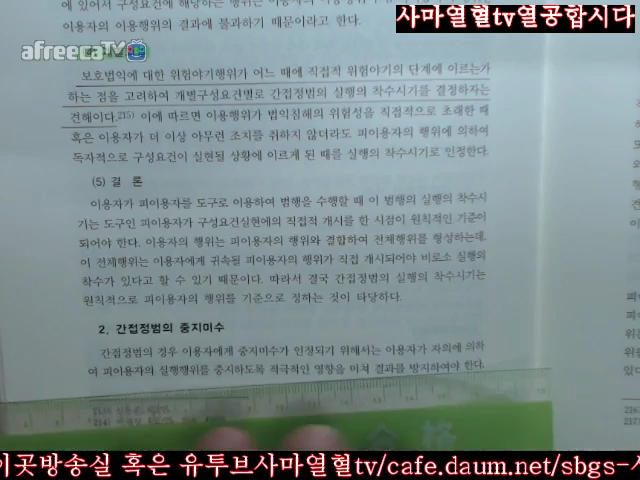 에 있어서 구성요건에 해당하는 행위는 이용자의
이용자의 이용행위의 결과에 불과하기 때문이라고 한다.
사마열혈tv열공합시다
afreecaTV
보호법익에 대한 위험야기행위가 어느 때에 직접적 위험야기의 단계에 이르는가
하는 점을 고려하여 개별구성요건별로 간접정범의 실행의 착수시기를 결정하자는
견해이다.215) 이에 따르면 이용행위가 법익침해의 위험성을 직접적으로 초래한 때
혹은 이용자가 더 이상 아무런 조치를 취하지 않더라도 피이용자의 행위에 의하여
독자적으로 구성요건이 실현될 상황에 이르게 된 때를 실행의 착수시기로 인정한다.
(5) 결 론
이용자가 피이용자를 도구로 이용하여 범행을 수행할 때 이 범행의 실행의 착수시
기는 도구인 피이용자가 구성요건실현에의 직접적 개시를 한 시점이 원칙적인 기준이
되어야 한다. 이용자의 행위는 피이용자의 행위와 결합하여 전체행위를 형성하는데,
이 전체행위는 이용자에게 귀속될 피이용자의 행위가 직접 개시되어야 비로소 실행의
착수가 있다고 할 수 있기 때문이다. 따라서 결국 간접정범의 실행의 착수시기는
원칙적으로 피이용자의 행위를 기준으로 정하는 것이 타당하다.
2. 간접정범의 중지미수
간접정범의 경우 이용자에게 중지미수가 인정되기 위해서는 이용자가 자의에 의하
여 피이용자의 실행행위를 중지하도록 적극적인 영향을 미쳐 결과를 방지하여야 한다.
이곳방송실 혹은 유투브사마열혈tv/cafe.daum.net/sbgs-사